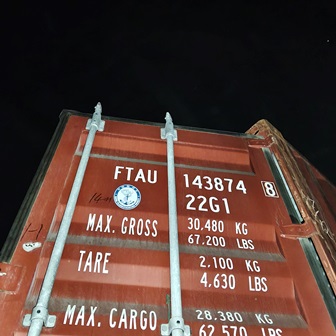 FTAU 143874 8
22G1
MAX. GROSS 30.480 KG
67.200 LBS
TARE 2.100 KG
4,630 LBS
MAX. CARGO 28.380 KG
62,570 LBS